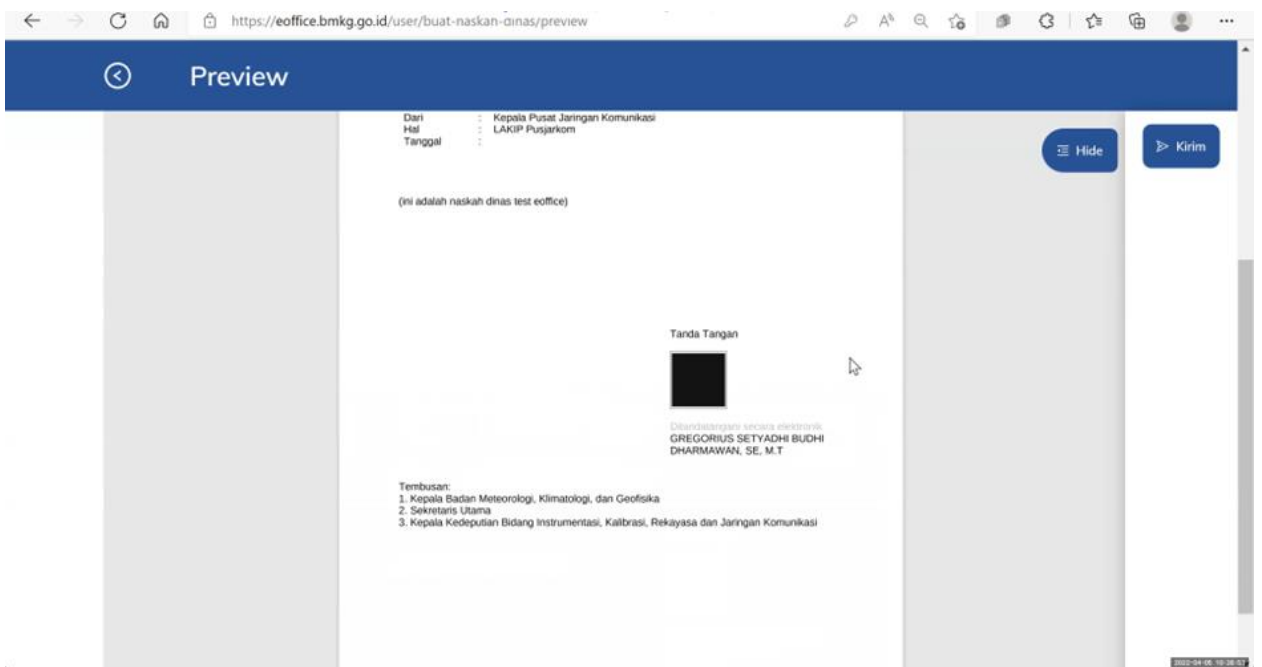 https://eoffice.bmkg.go.id/user/buat-naskah-dinas/preview
Preview
Dari : Kepala Pusat Jaringan Komunikasi
Hal : LAKIP Pusjarkom
Tanggal :
Hide
Kirim
(ini adalah naskah dinas test eoffice)
Tanda Tangan
Ditandatangani secara elektronik
GREGORIUS SETYADHI BUDHI
DHARMAWAN, SE, M.T
Tembusan:
1. Kepala Badan Meteorologi, Klimatologi, dan Geofisika
2. Sekretaris Utama
3. Kepala Kedeputian Bidang Instrumentasi, Kalibrasi, Rekayasa dan Jaringan Komunikasi